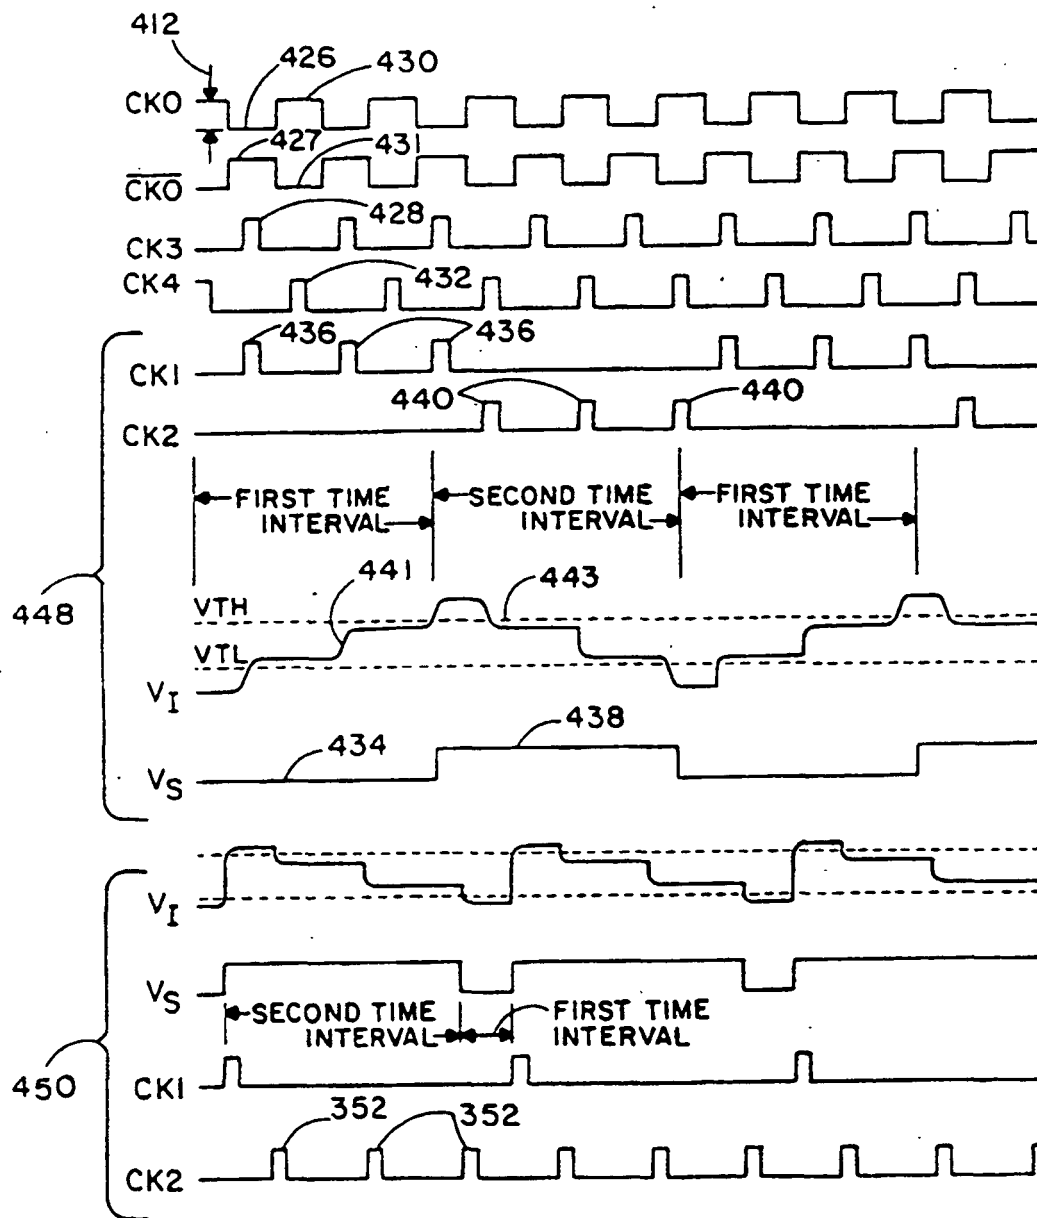 412
426
430
CK0
427
431
C̅K̅0̅
428
CK3
CK4
432
436
436
CK1
440
440
CK2
FIRST TIME
INTERVAL
SECOND TIME
INTERVAL
FIRST TIME
INTERVAL
441
443
448
VTH
VTL
VI
438
434
VS
VI
VS
SECOND TIME
INTERVAL
FIRST TIME
INTERVAL
450
CK1
352
352
CK2